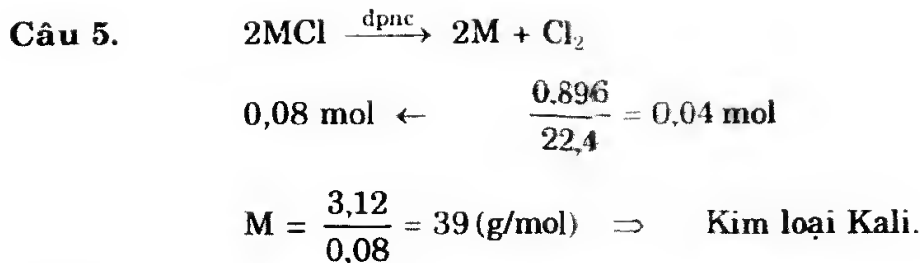 Câu 5. 2MCl \xrightarrow{đpnc} 2M + Cl₂
0,08 mol ← 0,896/22,4 = 0,04 mol
M = 3,12/0,08 = 39 (g/mol) ⇒ Kim loại Kali.